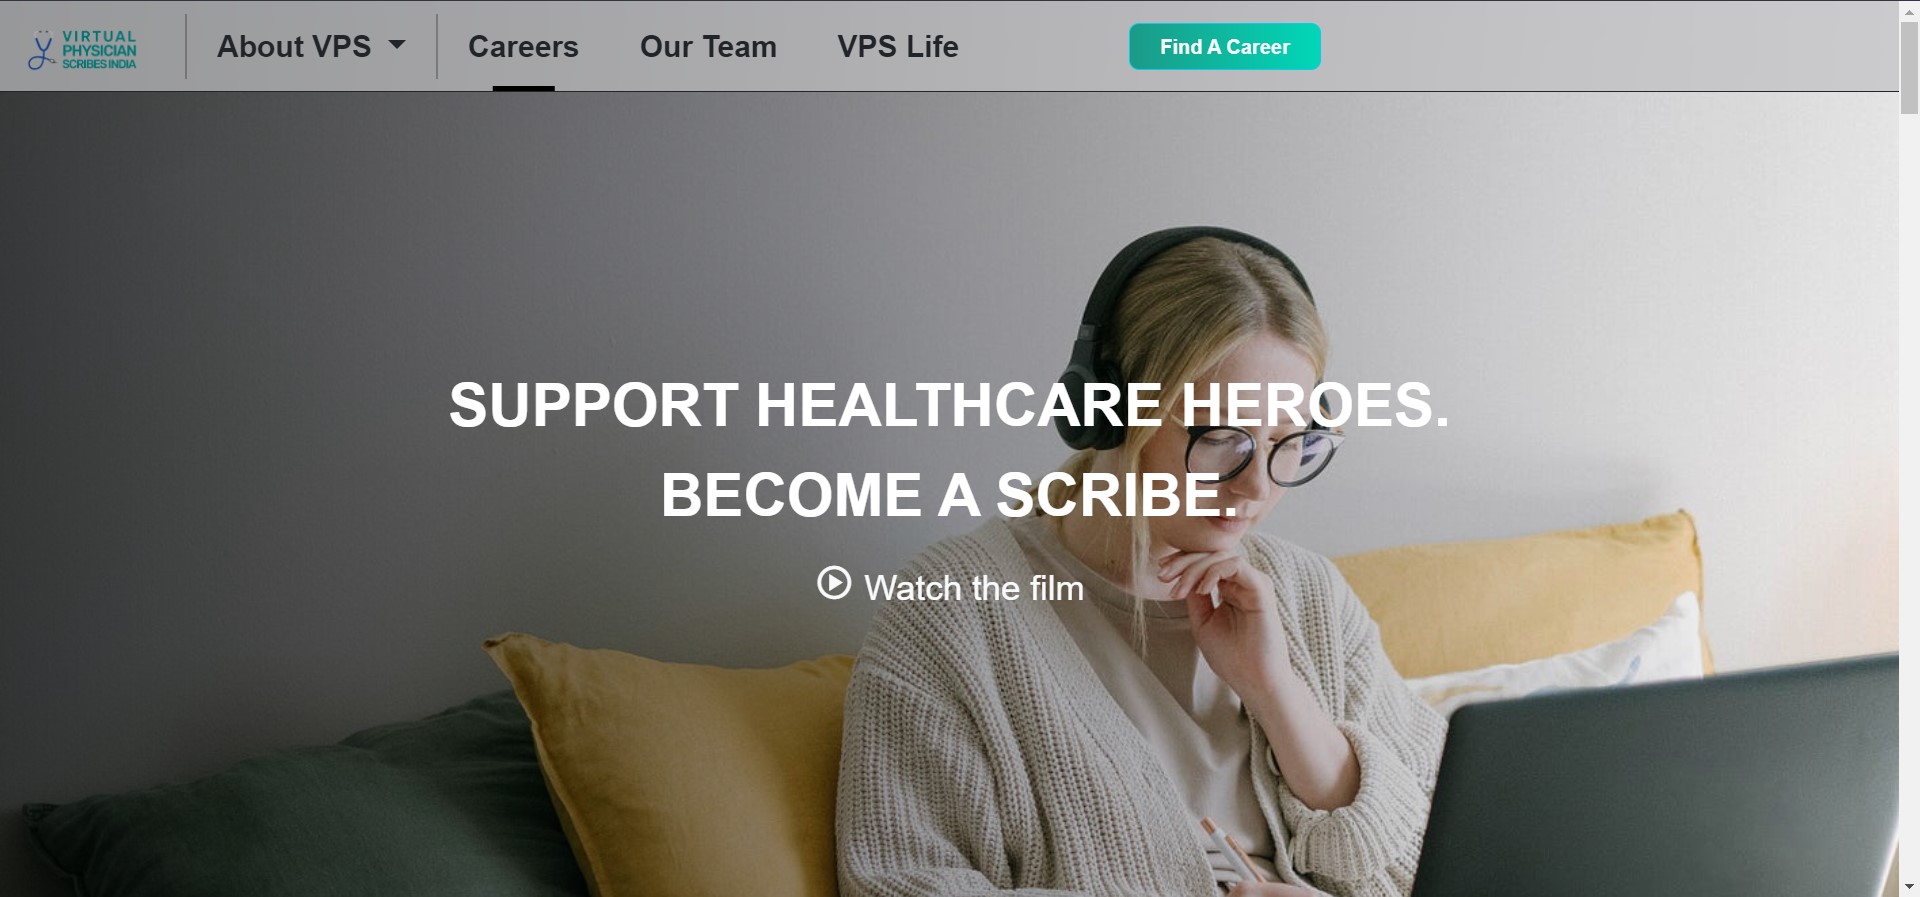 VIRTUAL
PHYSICIAN
SCRIBES INDIA
About VPS
Careers
Our Team
VPS Life
Find A Career
SUPPORT HEALTHCARE HEROES.
BECOME A SCRIBE.
Watch the film